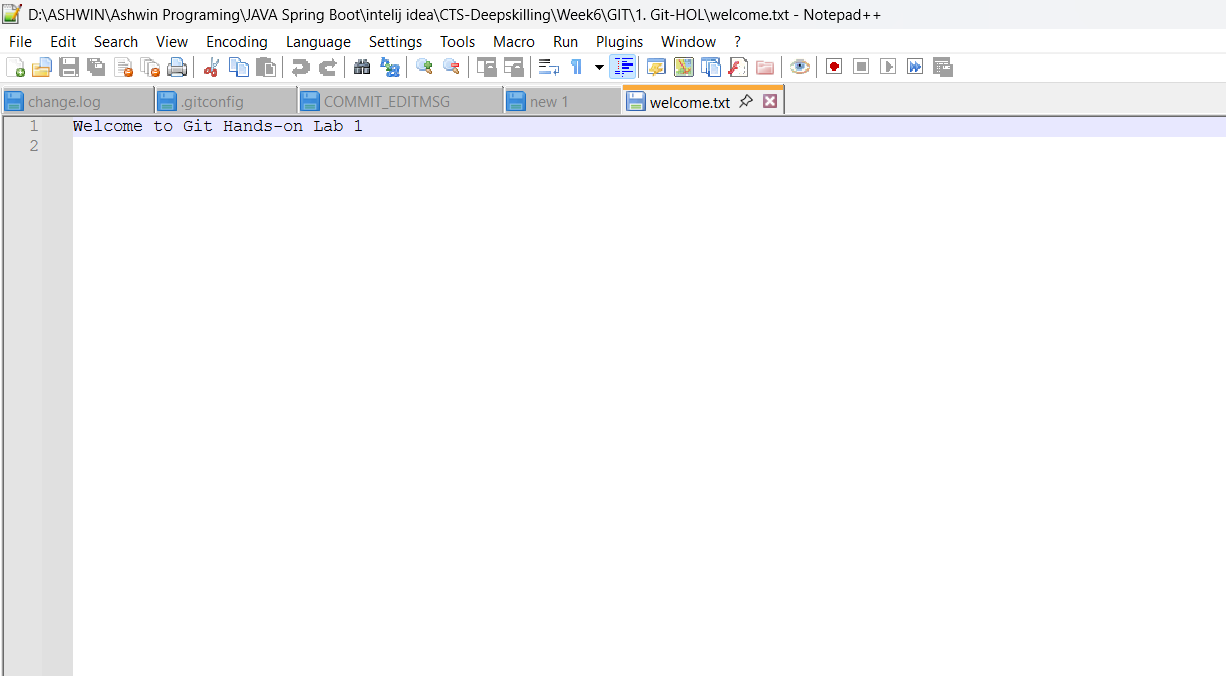 D:\ASHWIN\Ashwin Programing\JAVA Spring Boot\intelij idea\CTS-Deepskilling\Week6\GIT\1. Git-HOL\welcome.txt - Notepad++
File Edit Search View Encoding Language Settings Tools Macro Run Plugins Window ?
change.log .gitconfig COMMIT_EDITMSG new 1 welcome.txt
1 Welcome to Git Hands-on Lab 1
2